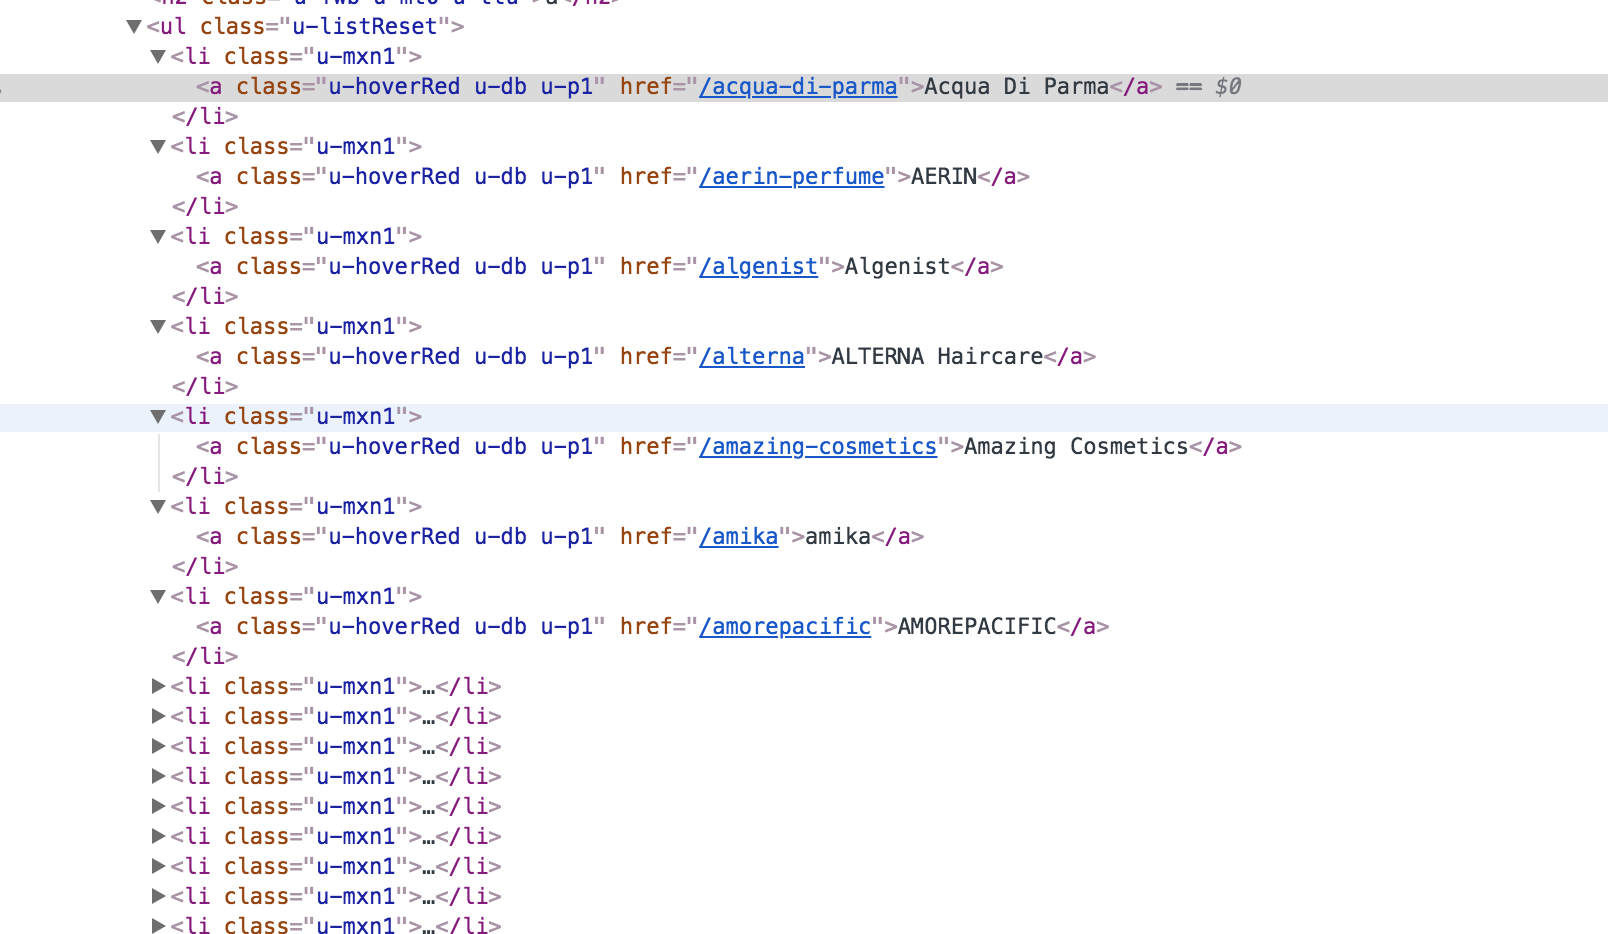 <ul class="u-listReset">
<li class="u-mxn1">
<a class="u-hoverRed u-db u-p1" href="/acqua-di-parma">Acqua Di Parma</a> == $0
</li>
<li class="u-mxn1">
<a class="u-hoverRed u-db u-p1" href="/aerin-perfume">AERIN</a>
</li>
<li class="u-mxn1">
<a class="u-hoverRed u-db u-p1" href="/algenist">Algenist</a>
</li>
<li class="u-mxn1">
<a class="u-hoverRed u-db u-p1" href="/alterna">ALTERNA Haircare</a>
</li>
<li class="u-mxn1">
<a class="u-hoverRed u-db u-p1" href="/amazing-cosmetics">Amazing Cosmetics</a>
</li>
<li class="u-mxn1">
<a class="u-hoverRed u-db u-p1" href="/amika">amika</a>
</li>
<li class="u-mxn1">
<a class="u-hoverRed u-db u-p1" href="/amorepacific">AMOREPACIFIC</a>
</li>
<li class="u-mxn1">…</li>
<li class="u-mxn1">…</li>
<li class="u-mxn1">…</li>
<li class="u-mxn1">…</li>
<li class="u-mxn1">…</li>
<li class="u-mxn1">…</li>
<li class="u-mxn1">…</li>
<li class="u-mxn1">…</li>
<li class="u-mxn1">…</li>